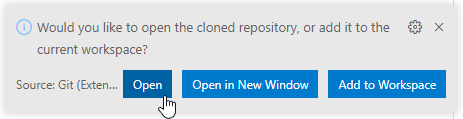 Would you like to open the cloned repository, or add it to the
current workspace?
Source: Git (Exten... Open Open in New Window Add to Workspace